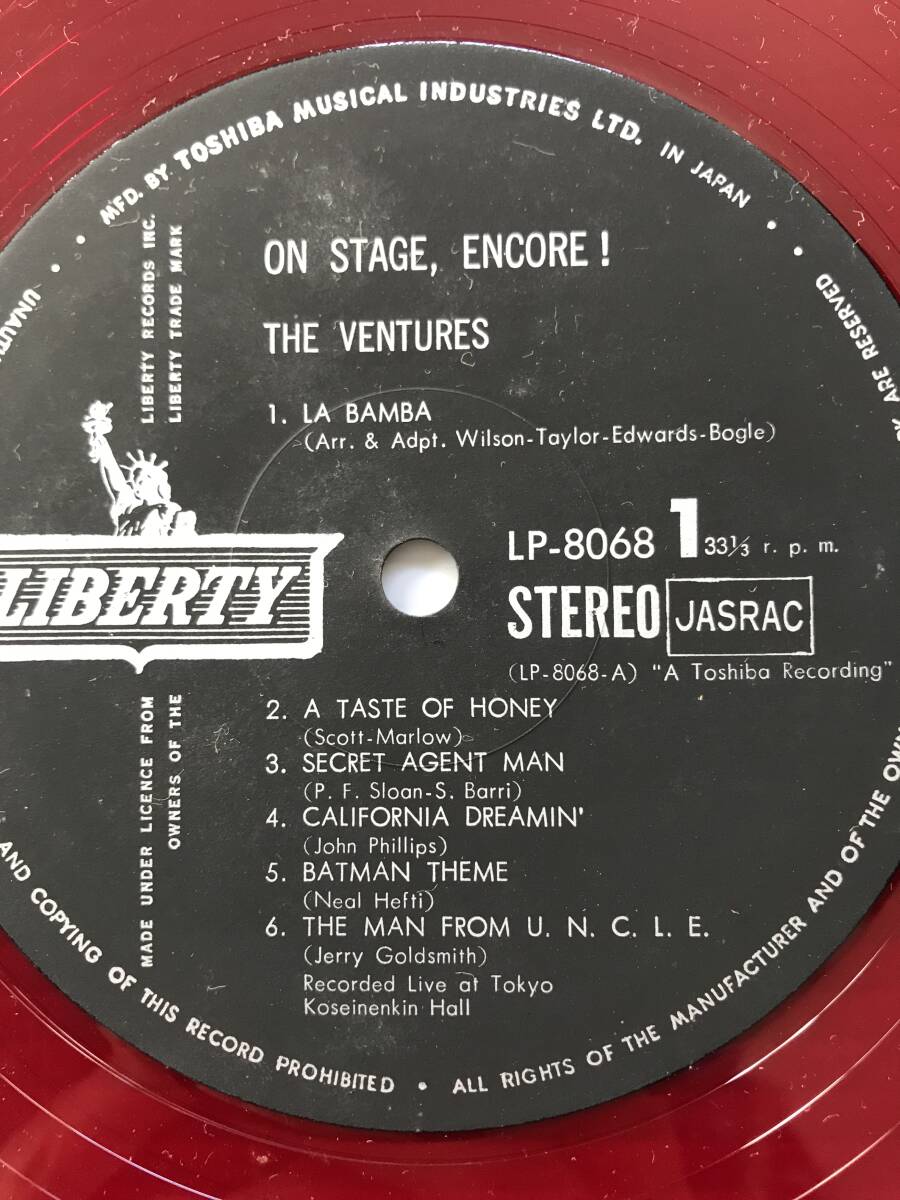 MFD. BY TOSHIBA MUSICAL INDUSTRIES LTD. IN JAPAN
LIBERTY RECORDS INC.
LIBERTY TRADE MARK
ON STAGE, ENCORE!
THE VENTURES
1. LA BAMBA
(Arr. & Adpt. Wilson-Taylor-Edwards-Bogle)
LIBERTY
LP-8068 1 33⅓ r. p. m.
STEREO JASRAC
(LP-8068-A) "A Toshiba Recording"
MADE UNDER LICENCE FROM
OWNERS OF THE
2. A TASTE OF HONEY
(Scott-Marlow)
3. SECRET AGENT MAN
(P. F. Sloan-S. Barri)
4. CALIFORNIA DREAMIN'
(John Phillips)
5. BATMAN THEME
(Neal Hefti)
6. THE MAN FROM U. N. C. L. E.
(Jerry Goldsmith)
Recorded Live at Tokyo
Koseinenkin Hall
ALL RIGHTS OF THE MANUFACTURER AND OF THE
ARE RESERVED
AND COPYING OF THIS RECORD PROHIBITED